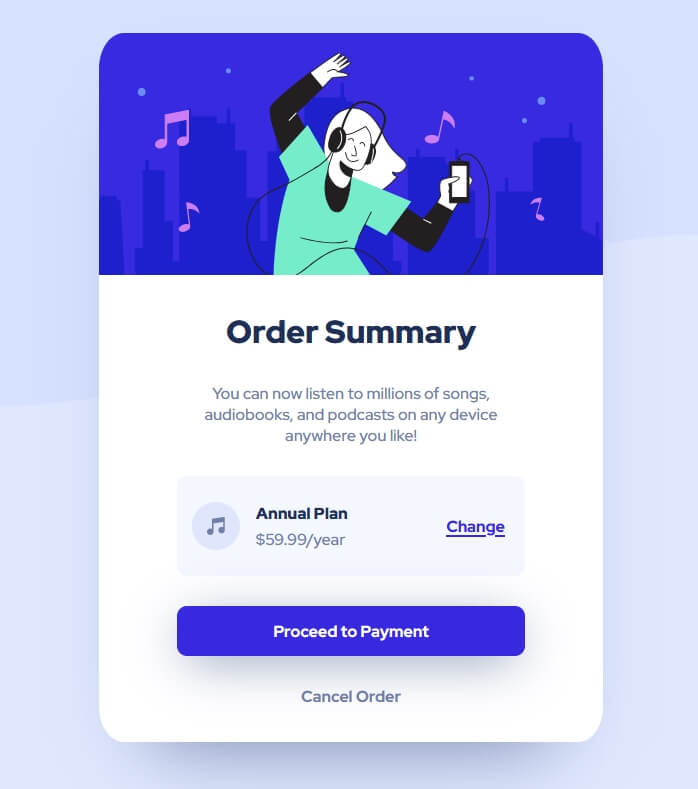 Order Summary
You can now listen to millions of songs,
audiobooks, and podcasts on any device
anywhere you like!
Annual Plan
$59.99/year
Change
Proceed to Payment
Cancel Order